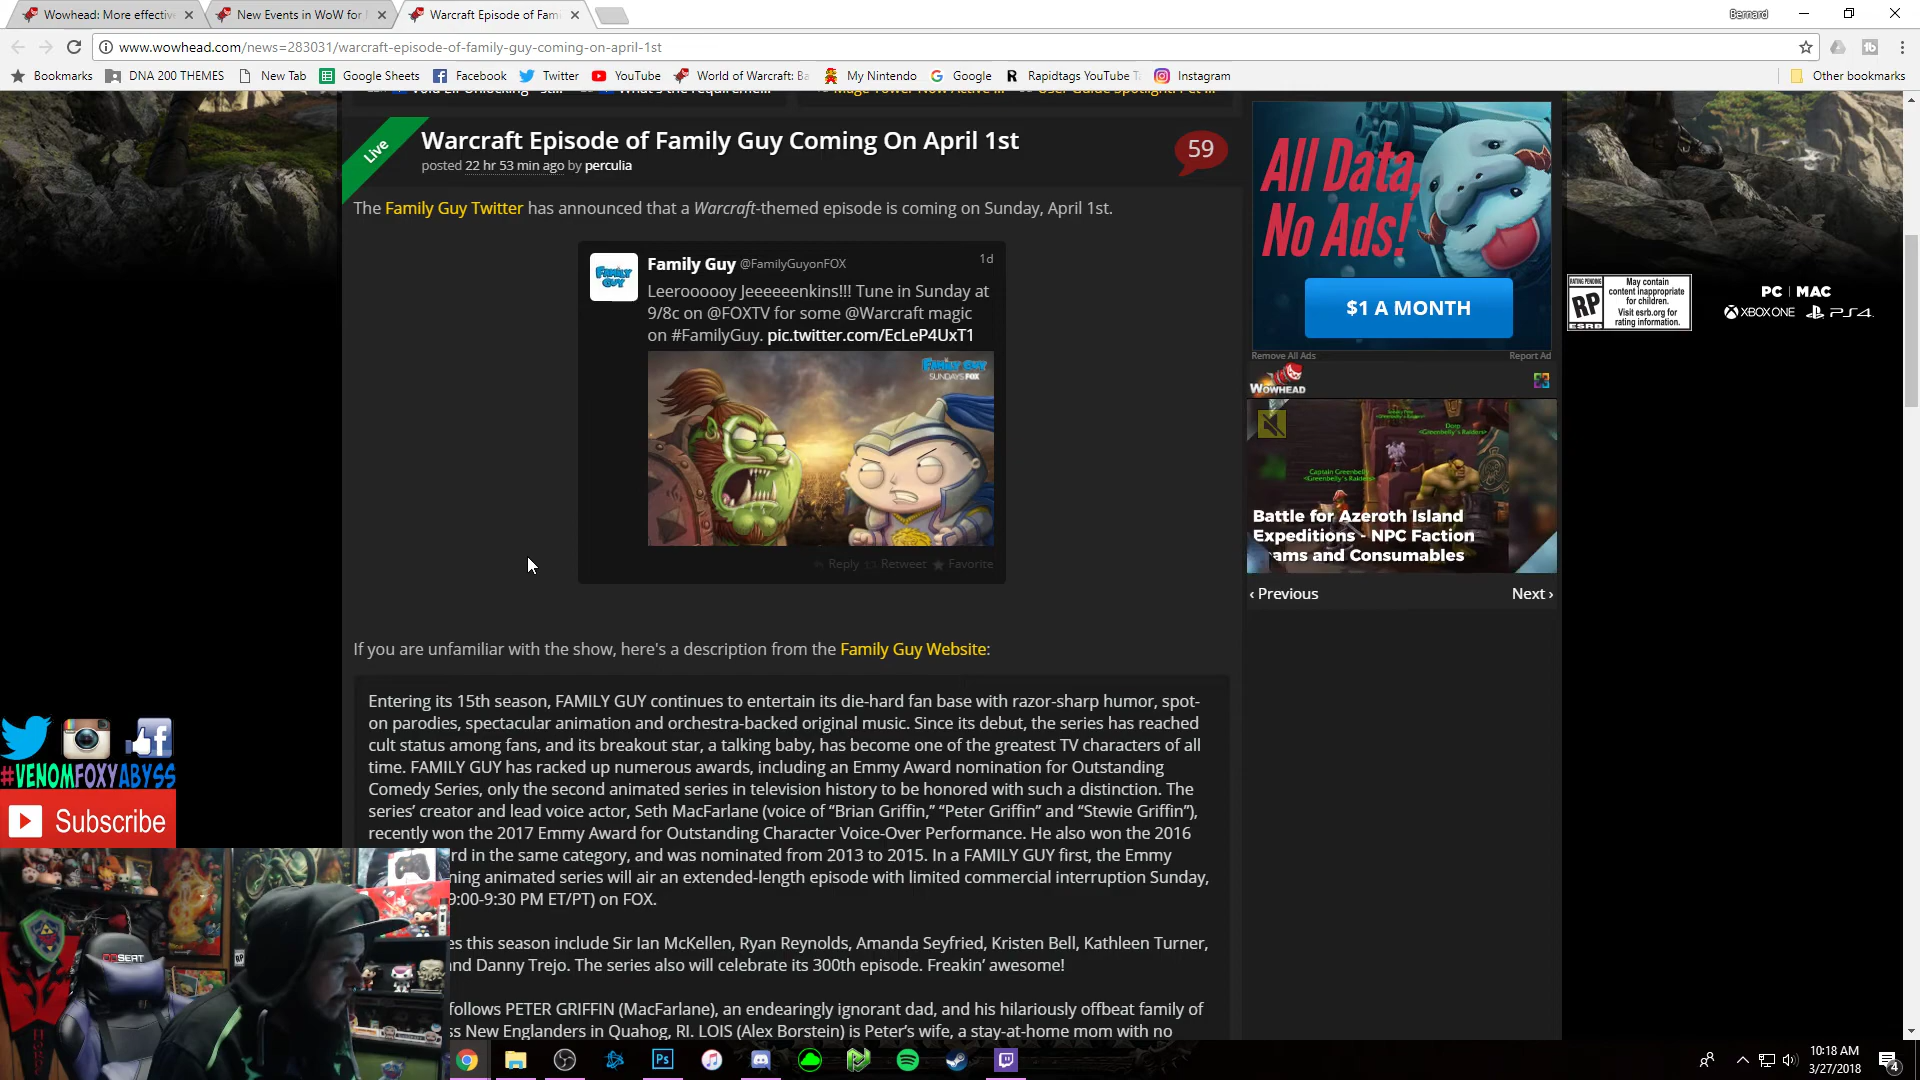 Wowhead: More effectiv
New Events in WoW for
Warcraft Episode of Fam
Bernard
www.wowhead.com/news=283031/warcraft-episode-of-family-guy-coming-on-april-1st
Bookmarks
DNA 200 THEMES
New Tab
Google Sheets
Facebook
Twitter
YouTube
World of Warcraft: Ba
My Nintendo
Google
Rapidtags YouTube T
Instagram
Other bookmarks
Live
Warcraft Episode of Family Guy Coming On April 1st
59
posted 22 hr 53 min ago by perculia
The Family Guy Twitter has announced that a Warcraft-themed episode is coming on Sunday, April 1st.
FAMILY GUY
Family Guy @FamilyGuyonFOX
1d
Leeroooooy Jeeeeeenkins!!! Tune in Sunday at
9/8c on @FOXTV for some @Warcraft magic
on #FamilyGuy. pic.twitter.com/EcLeP4UxT1
FAMILY GUY
SUNDAYS FOX
Reply Retweet Favorite
If you are unfamiliar with the show, here's a description from the Family Guy Website:
Entering its 15th season, FAMILY GUY continues to entertain its die-hard fan base with razor-sharp humor, spot-
on parodies, spectacular animation and orchestra-backed original music. Since its debut, the series has reached
cult status among fans, and its breakout star, a talking baby, has become one of the greatest TV characters of all
time. FAMILY GUY has racked up numerous awards, including an Emmy Award nomination for Outstanding
Comedy Series, only the second animated series in television history to be honored with such a distinction. The
series' creator and lead voice actor, Seth MacFarlane (voice of “Brian Griffin,” “Peter Griffin” and “Stewie Griffin”),
recently won the 2017 Emmy Award for Outstanding Character Voice-Over Performance. He also won the 2016
rd in the same category, and was nominated from 2013 to 2015. In a FAMILY GUY first, the Emmy
ning animated series will air an extended-length episode with limited commercial interruption Sunday,
9:00-9:30 PM ET/PT) on FOX.
es this season include Sir Ian McKellen, Ryan Reynolds, Amanda Seyfried, Kristen Bell, Kathleen Turner,
nd Danny Trejo. The series also will celebrate its 300th episode. Freakin' awesome!
follows PETER GRIFFIN (MacFarlane), an endearingly ignorant dad, and his hilariously offbeat family of
ss New Englanders in Quahog, RI. LOIS (Alex Borstein) is Peter's wife, a stay-at-home mom with no
All Data,
No Ads!
$1 A MONTH
Remove All Ads
Report Ad
WOWHEAD
Captain Greenbelly
<Greenbelly's Raiders>
Battle for Azeroth Island
Expeditions - NPC Faction
ams and Consumables
‹ Previous
Next ›
RATING PENDING
RP
ESRB
May contain
content inappropriate
for children.
Visit esrb.org for
rating information.
PC | MAC
XBOX ONE
PS4
#VENOMFOXYABYSS
Subscribe
10:18 AM
3/27/2018
4